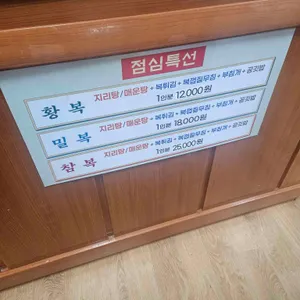 점심특선
황복 지리탕/매운탕 + 복튀김 + 복껍질무침 + 부침개 + 공깃밥
1인분 12,000원
밀복 지리탕/매운탕 + 복튀김 + 복껍질무침 + 부침개 + 공깃밥
1인분 18,000원
참복 지리탕/매운탕 + 복튀김 + 복껍질무침 + 부침개 + 공깃밥
1인분 25,000원